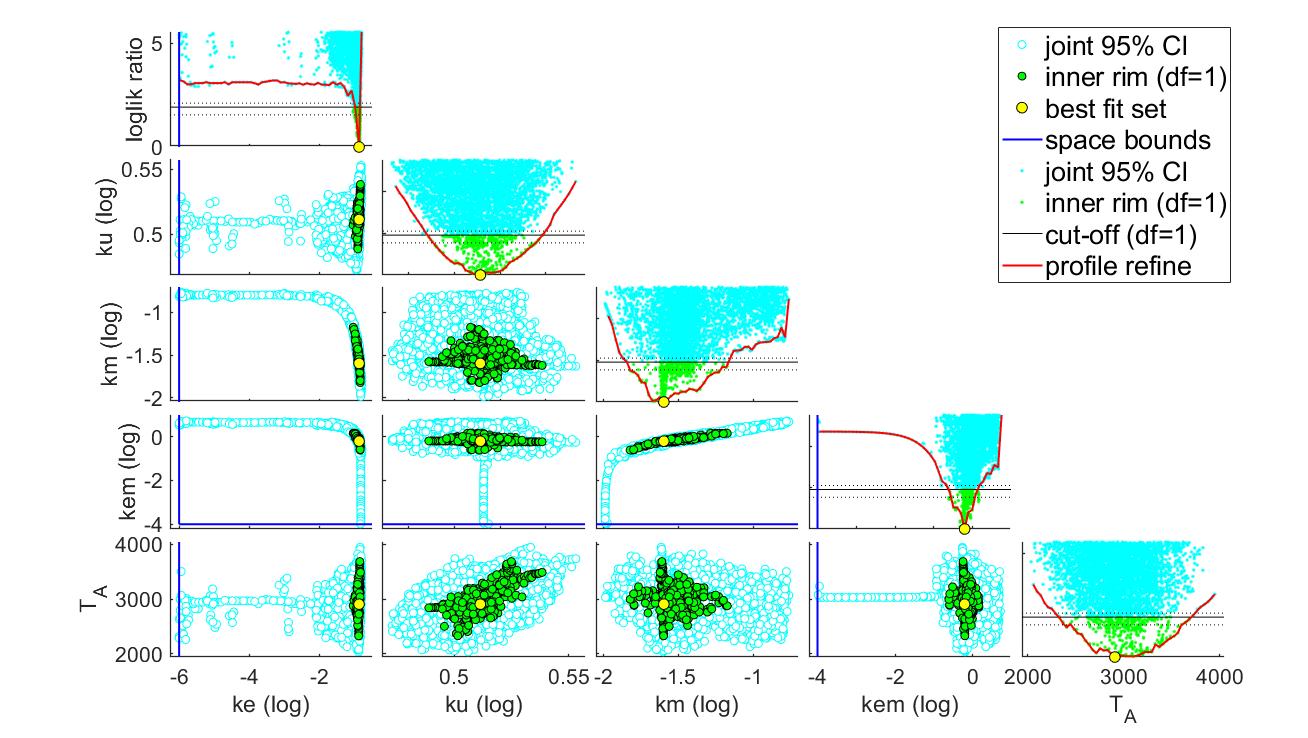 joint 95% CI
inner rim (df=1)
best fit set
space bounds
joint 95% CI
inner rim (df=1)
cut-off (df=1)
profile refine
loglik ratio
5
0
ku (log)
0.55
0.5
km (log)
-1
-1.5
-2
kem (log)
0
-2
-4
T_A
4000
3000
2000
-6 -4 -2
ke (log)
0.5 0.55
ku (log)
-2 -1.5 -1
km (log)
-4 -2 0
kem (log)
2000 3000 4000
T_A